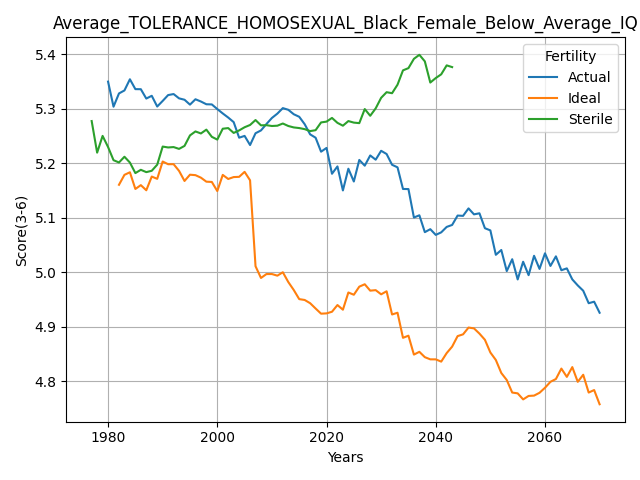 Average_TOLERANCE_HOMOSEXUAL_Black_Female_Below_Average_IQ
Fertility
Actual
Ideal
Sterile
Score(3-6)
5.4
5.3
5.2
5.1
5.0
4.9
4.8
1980
2000
2020
2040
2060
Years